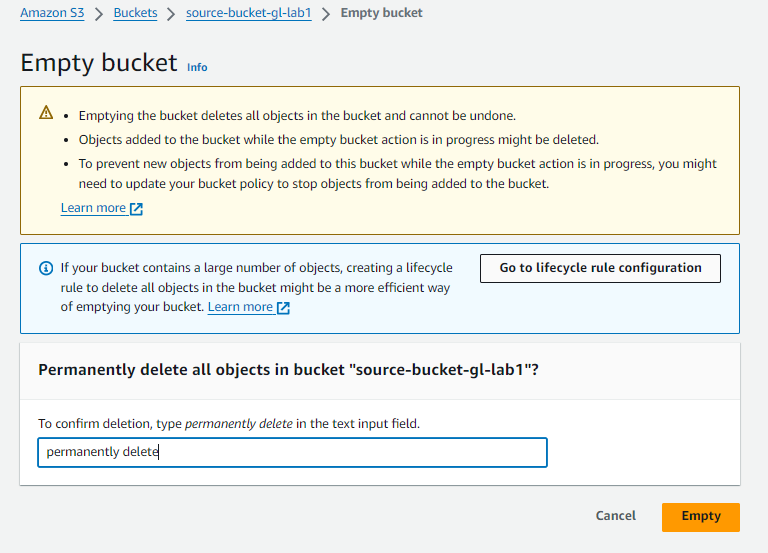 Amazon S3 > Buckets > source-bucket-gl-lab1 > Empty bucket
Empty bucket Info
• Emptying the bucket deletes all objects in the bucket and cannot be undone.
• Objects added to the bucket while the empty bucket action is in progress might be deleted.
• To prevent new objects from being added to this bucket while the empty bucket action is in progress, you might
need to update your bucket policy to stop objects from being added to the bucket.
Learn more
If your bucket contains a large number of objects, creating a lifecycle
rule to delete all objects in the bucket might be a more efficient way
of emptying your bucket. Learn more
Go to lifecycle rule configuration
Permanently delete all objects in bucket "source-bucket-gl-lab1"?
To confirm deletion, type permanently delete in the text input field.
permanently delete
Cancel Empty